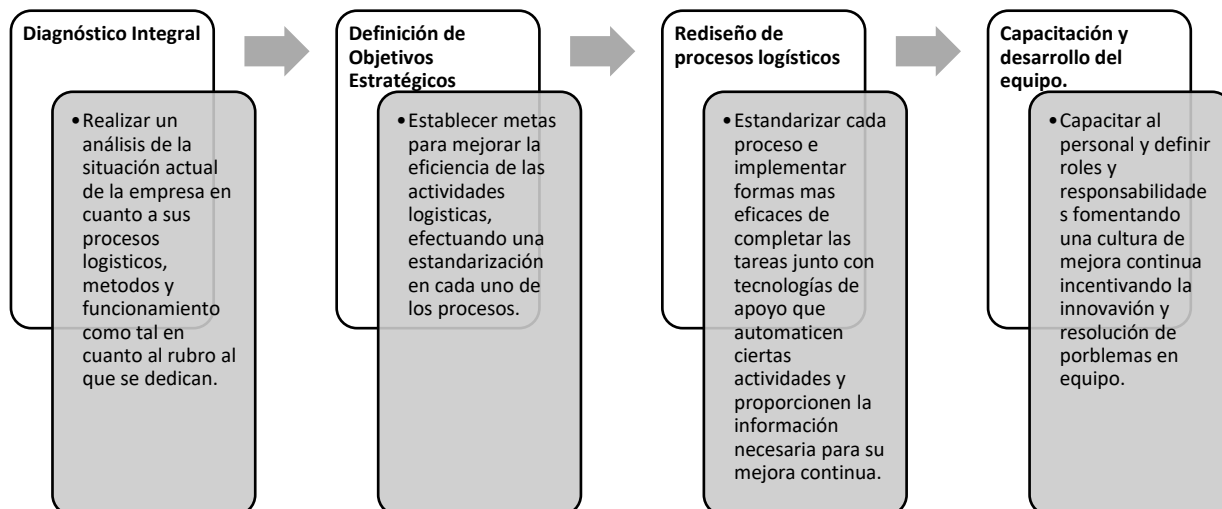 Diagnóstico Integral
•Realizar un
análisis de la
situación actual
de la empresa en
cuanto a sus
procesos
logisticos,
metodos y
funcionamiento
como tal en
cuanto al rubro al
que se dedican.
Definición de
Objetivos
Estratégicos
•Establecer metas
para mejorar la
eficiencia de las
actividades
logisticas,
efectuando una
estandarización
en cada uno de
los procesos.
Rediseño de
procesos logísticos
•Estandarizar cada
proceso e
implementar
formas mas
eficaces de
completar las
tareas junto con
tecnologías de
apoyo que
automaticen
ciertas
actividades y
proporcionen la
información
necesaria para su
mejora continua.
Capacitación y
desarrollo del
equipo.
•Capacitar al
personal y definir
roles y
responsabilidade
s fomentando
una cultura de
mejora continua
incentivando la
innovavión y
resolución de
porblemas en
equipo.